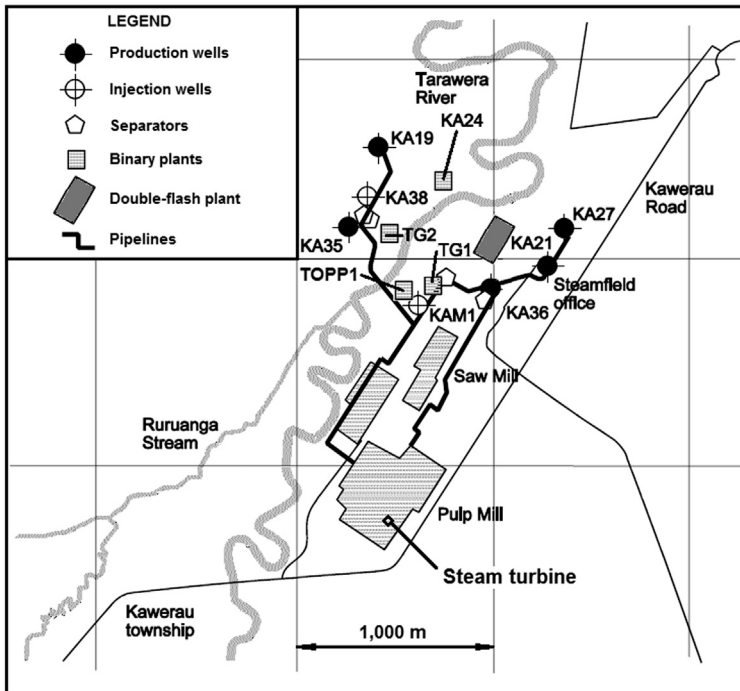 LEGEND
Production wells
Injection wells
Separators
Binary plants
Double-flash plant
Pipelines
Tarawera
River
KA24
KA19
KA38
KA35
TG2
TG1
KA21
KA27
Kawerau
Road
TOPP1
KAM1
KA36
Steamfield
office
Saw Mill
Ruruanga
Stream
Pulp Mill
Steam turbine
Kawerau
township
1,000 m